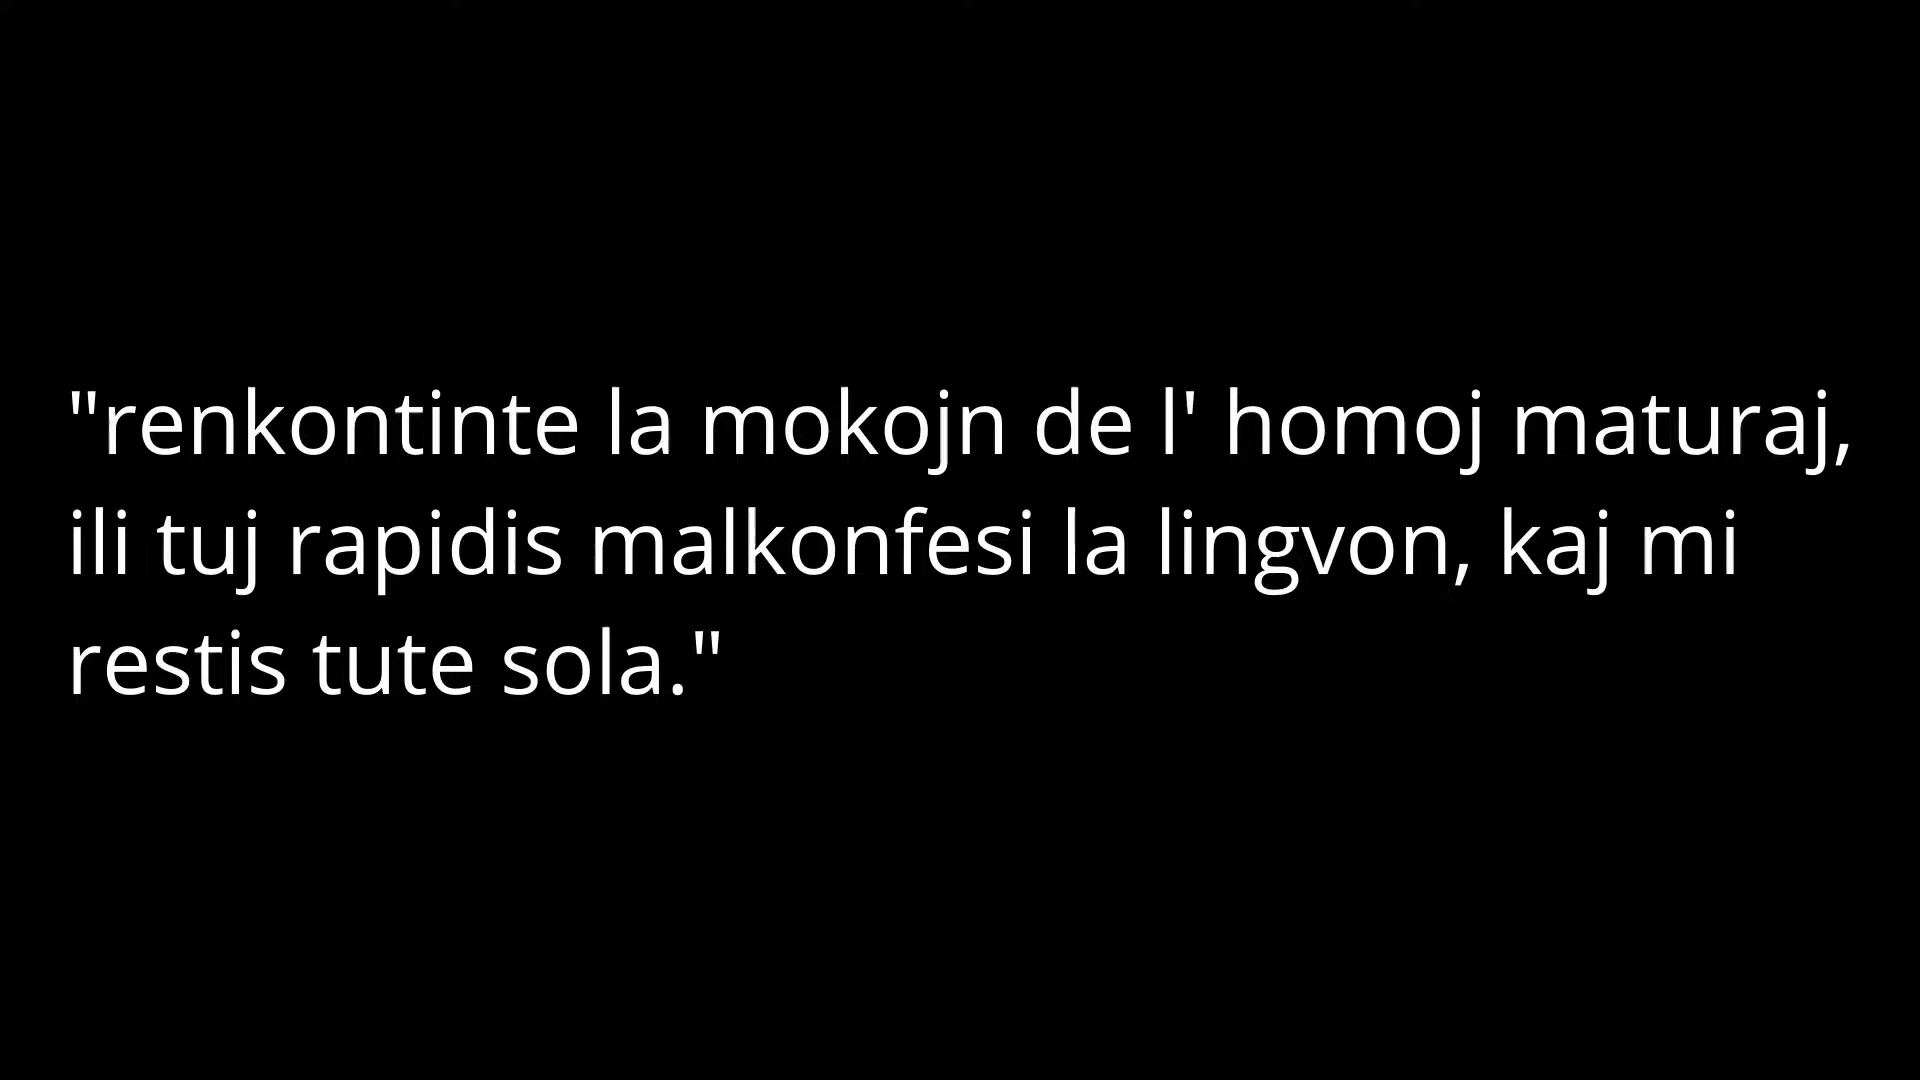 "renkontinte la mokojn de l' homoj maturaj,
ili tuj rapidis malkonfesi la lingvon, kaj mi
restis tute sola."